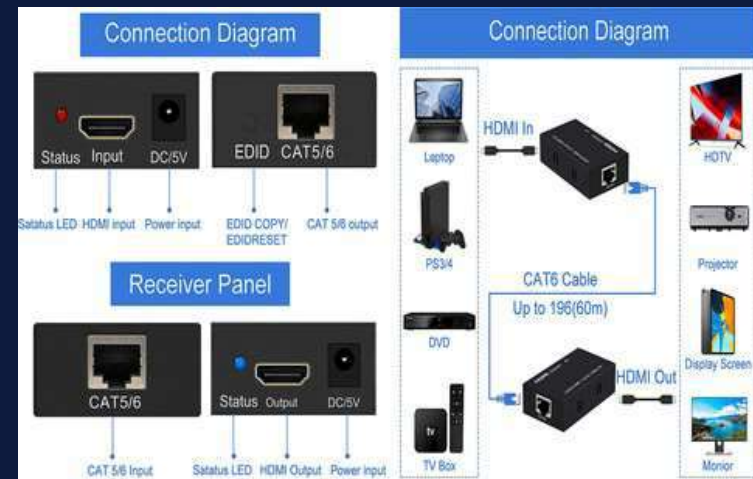 Connection Diagram
Status Input DC/5V
EDID CAT5/6
Satatus LED HDMI input Power input
EDID COPY/
EDIDRESET
CAT 5/6 output
Receiver Panel
CAT5/6
Status Output DC/5V
CAT 5/6 Input
Satatus LED HDMI Output Power input
Connection Diagram
Laptop
HDMI In
HDTV
PS3/4
CAT6 Cable
Up to 196(60m)
Projector
DVD
Display Screen
HDMI Out
tv
TV Box
Monior